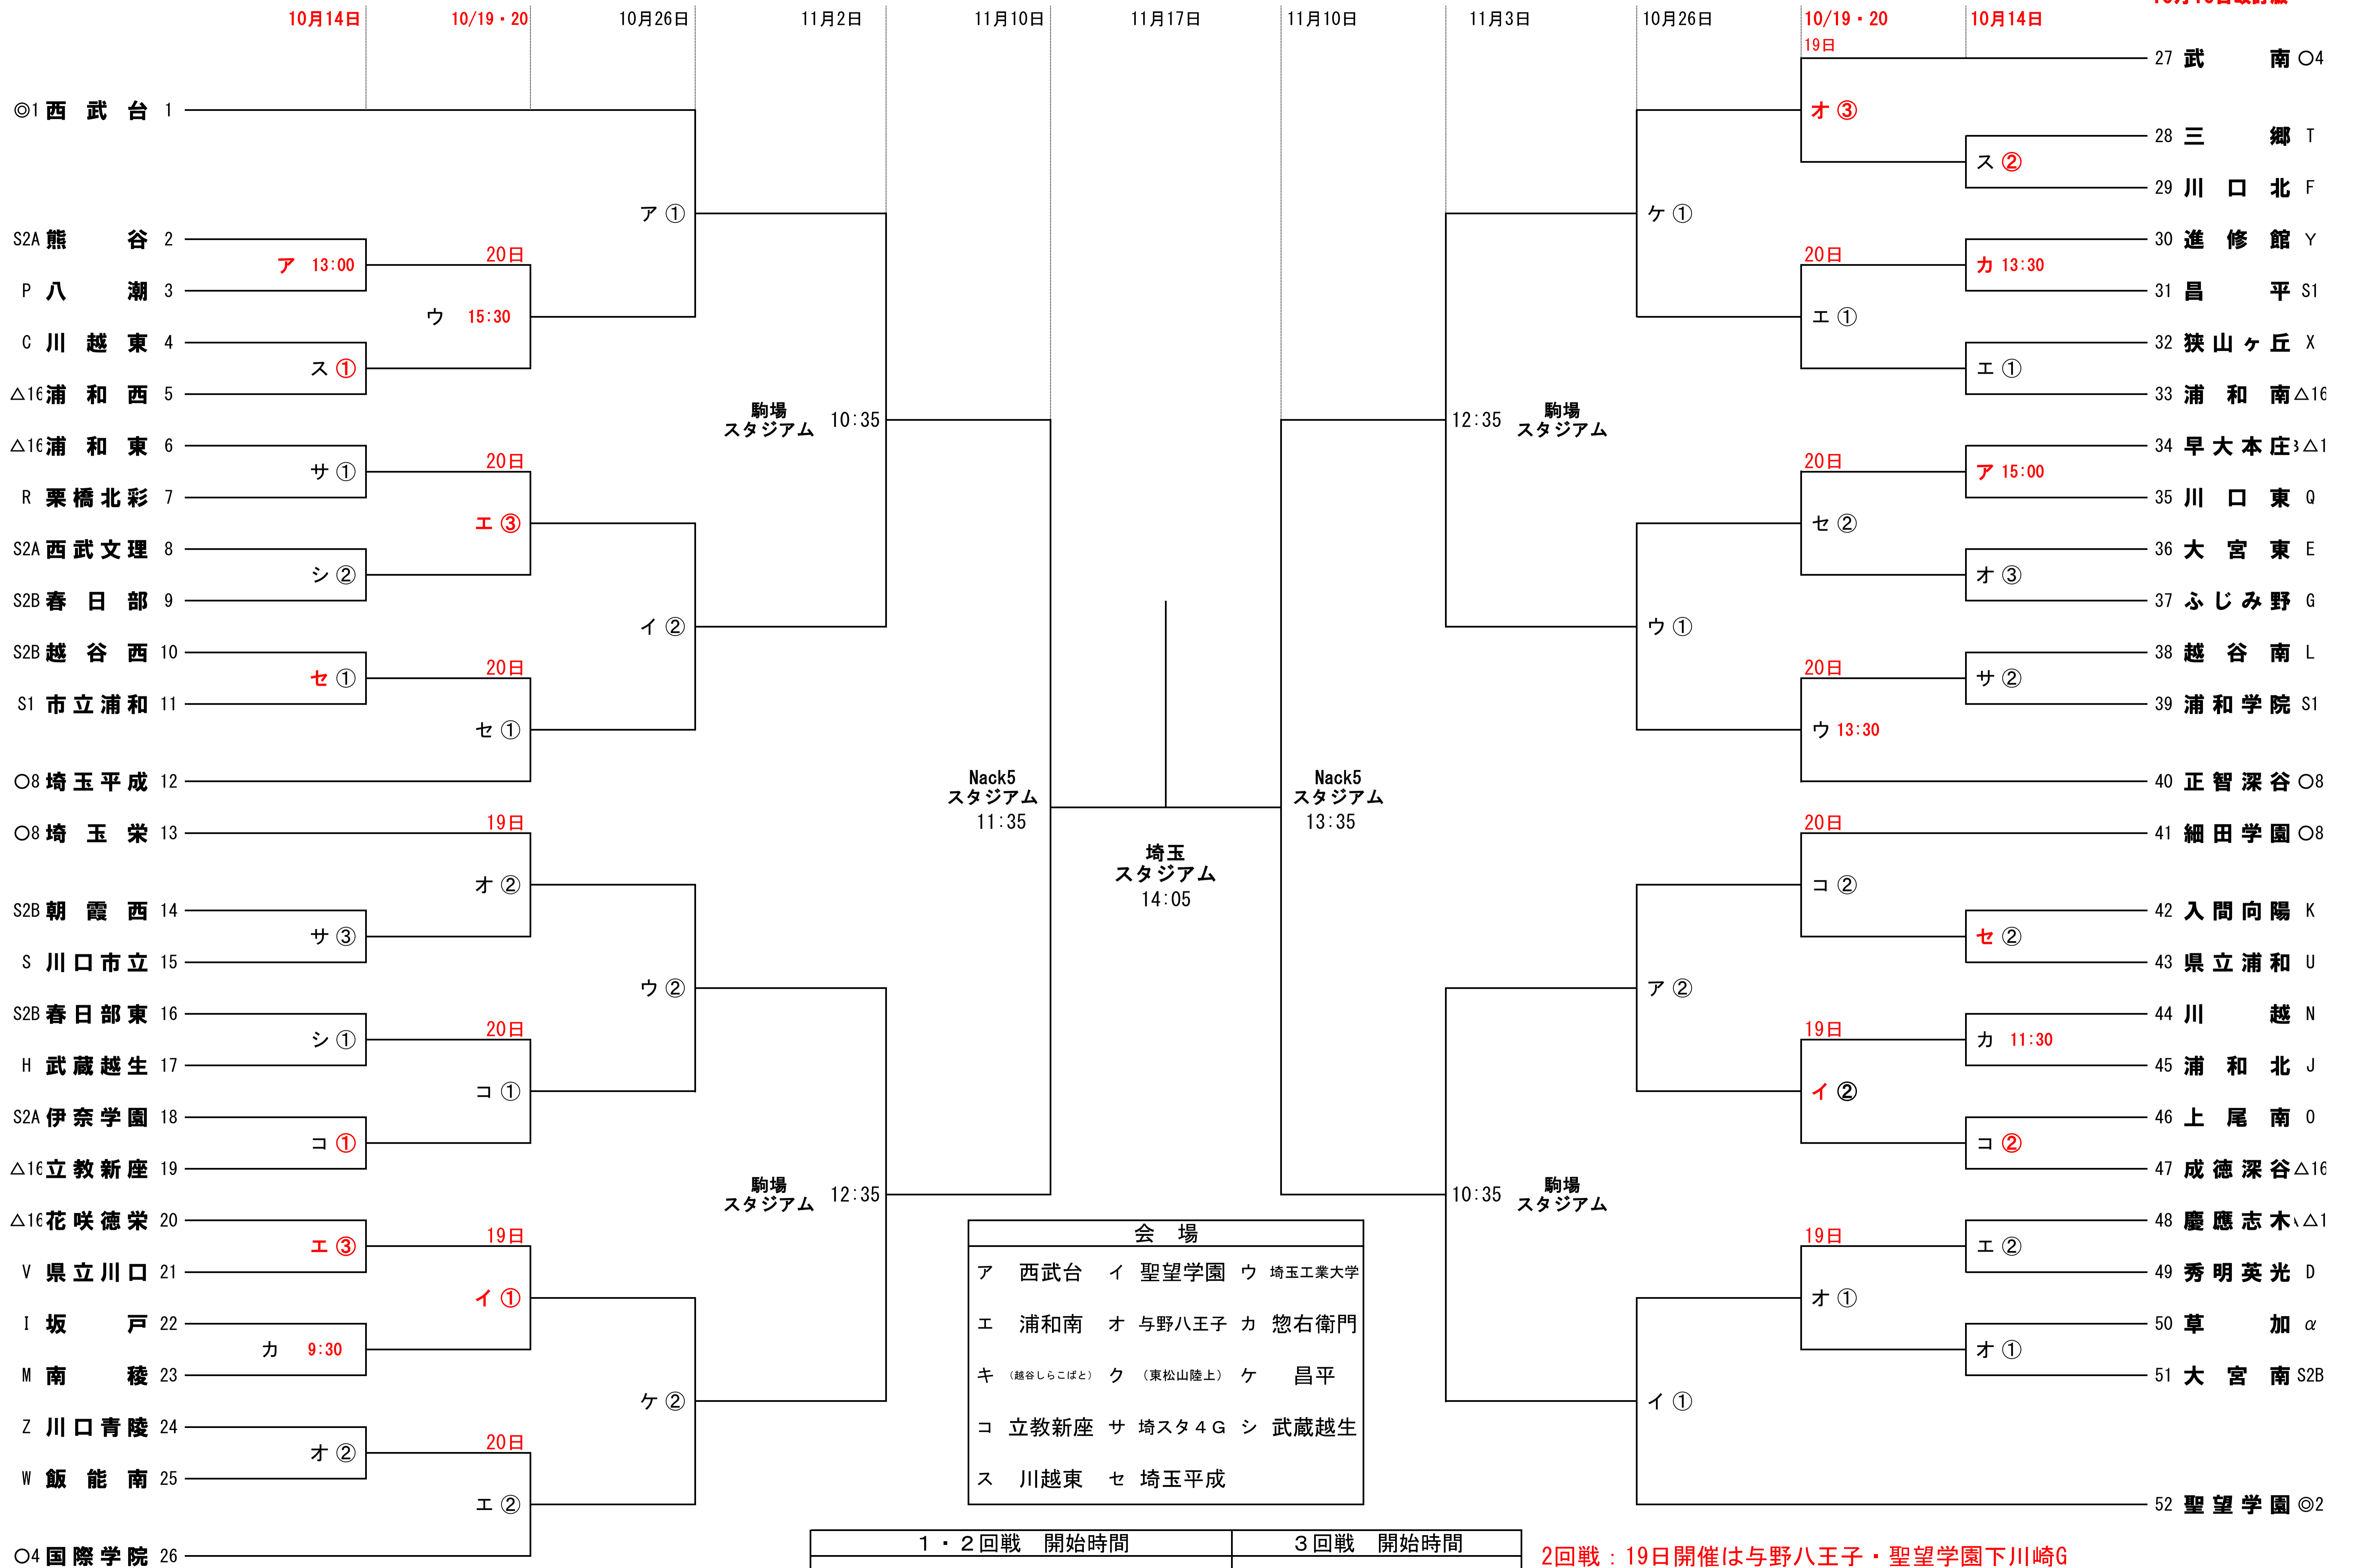 10月14日 10/19・20 10月26日 11月2日 11月10日 11月17日 11月10日 11月3日 10月26日 10/19・20 10月14日
◎1 西武台 1
S2A 熊谷 2
ア 13:00
P 八潮 3
20日
ウ 15:30
C 川越東 4
ス ①
△16 浦和西 5
ア ①
△16 浦和東 6
サ ①
R 栗橋北彩 7
20日
エ ③
S2A 西武文理 8
シ ②
S2B 春日部 9
S2B 越谷西 10
セ ①
S1 市立浦和 11
20日
セ ①
○8 埼玉平成 12
イ ②
駒場
スタジアム 10:35
○8 埼玉栄 13
19日
オ ②
S2B 朝霞西 14
サ ③
S 川口市立 15
S2B 春日部東 16
シ ①
H 武蔵越生 17
20日
コ ①
S2A 伊奈学園 18
コ ①
△16 立教新座 19
ウ ②
△16 花咲徳栄 20
エ ③
V 県立川口 21
19日
イ ①
I 坂戸 22
カ 9:30
M 南稜 23
Z 川口青陵 24
オ ②
W 飯能南 25
20日
エ ②
○4 国際学院 26
ケ ②
駒場
スタジアム 12:35
Nack5
スタジアム
11:35
埼玉
スタジアム
14:05
Nack5
スタジアム
13:35
19日
27 武南 ○4
オ ③
28 三郷 T
ス ②
29 川口北 F
ケ ①
30 進修館 Y
カ 13:30
31 昌平 S1
20日
エ ①
32 狭山ヶ丘 X
エ ①
33 浦和南 △16
12:35 駒場
スタジアム
34 早大本庄 △1
ア 15:00
35 川口東 Q
20日
セ ②
36 大宮東 E
オ ③
37 ふじみ野 G
ウ ①
38 越谷南 L
サ ②
39 浦和学院 S1
20日
ウ 13:30
40 正智深谷 ○8
20日
41 細田学園 ○8
コ ②
42 入間向陽 K
セ ②
43 県立浦和 U
ア ②
44 川越 N
カ 11:30
45 浦和北 J
19日
イ ②
46 上尾南 O
コ ②
47 成徳深谷 △16
10:35 駒場
スタジアム
48 慶應志木 △1
エ ②
49 秀明英光 D
19日
オ ①
50 草加 α
オ ①
51 大宮南 S2B
イ ①
52 聖望学園 ◎2
会 場
ア 西武台 イ 聖望学園 ウ 埼玉工業大学
エ 浦和南 オ 与野八王子 カ 惣右衛門
キ （越谷しらこばと） ク （東松山陸上） ケ 昌平
コ 立教新座 サ 埼スタ４Ｇ シ 武蔵越生
ス 川越東 セ 埼玉平成
１・２回戦 開始時間 ３回戦 開始時間
2回戦：19日開催は与野八王子・聖望学園下川崎G